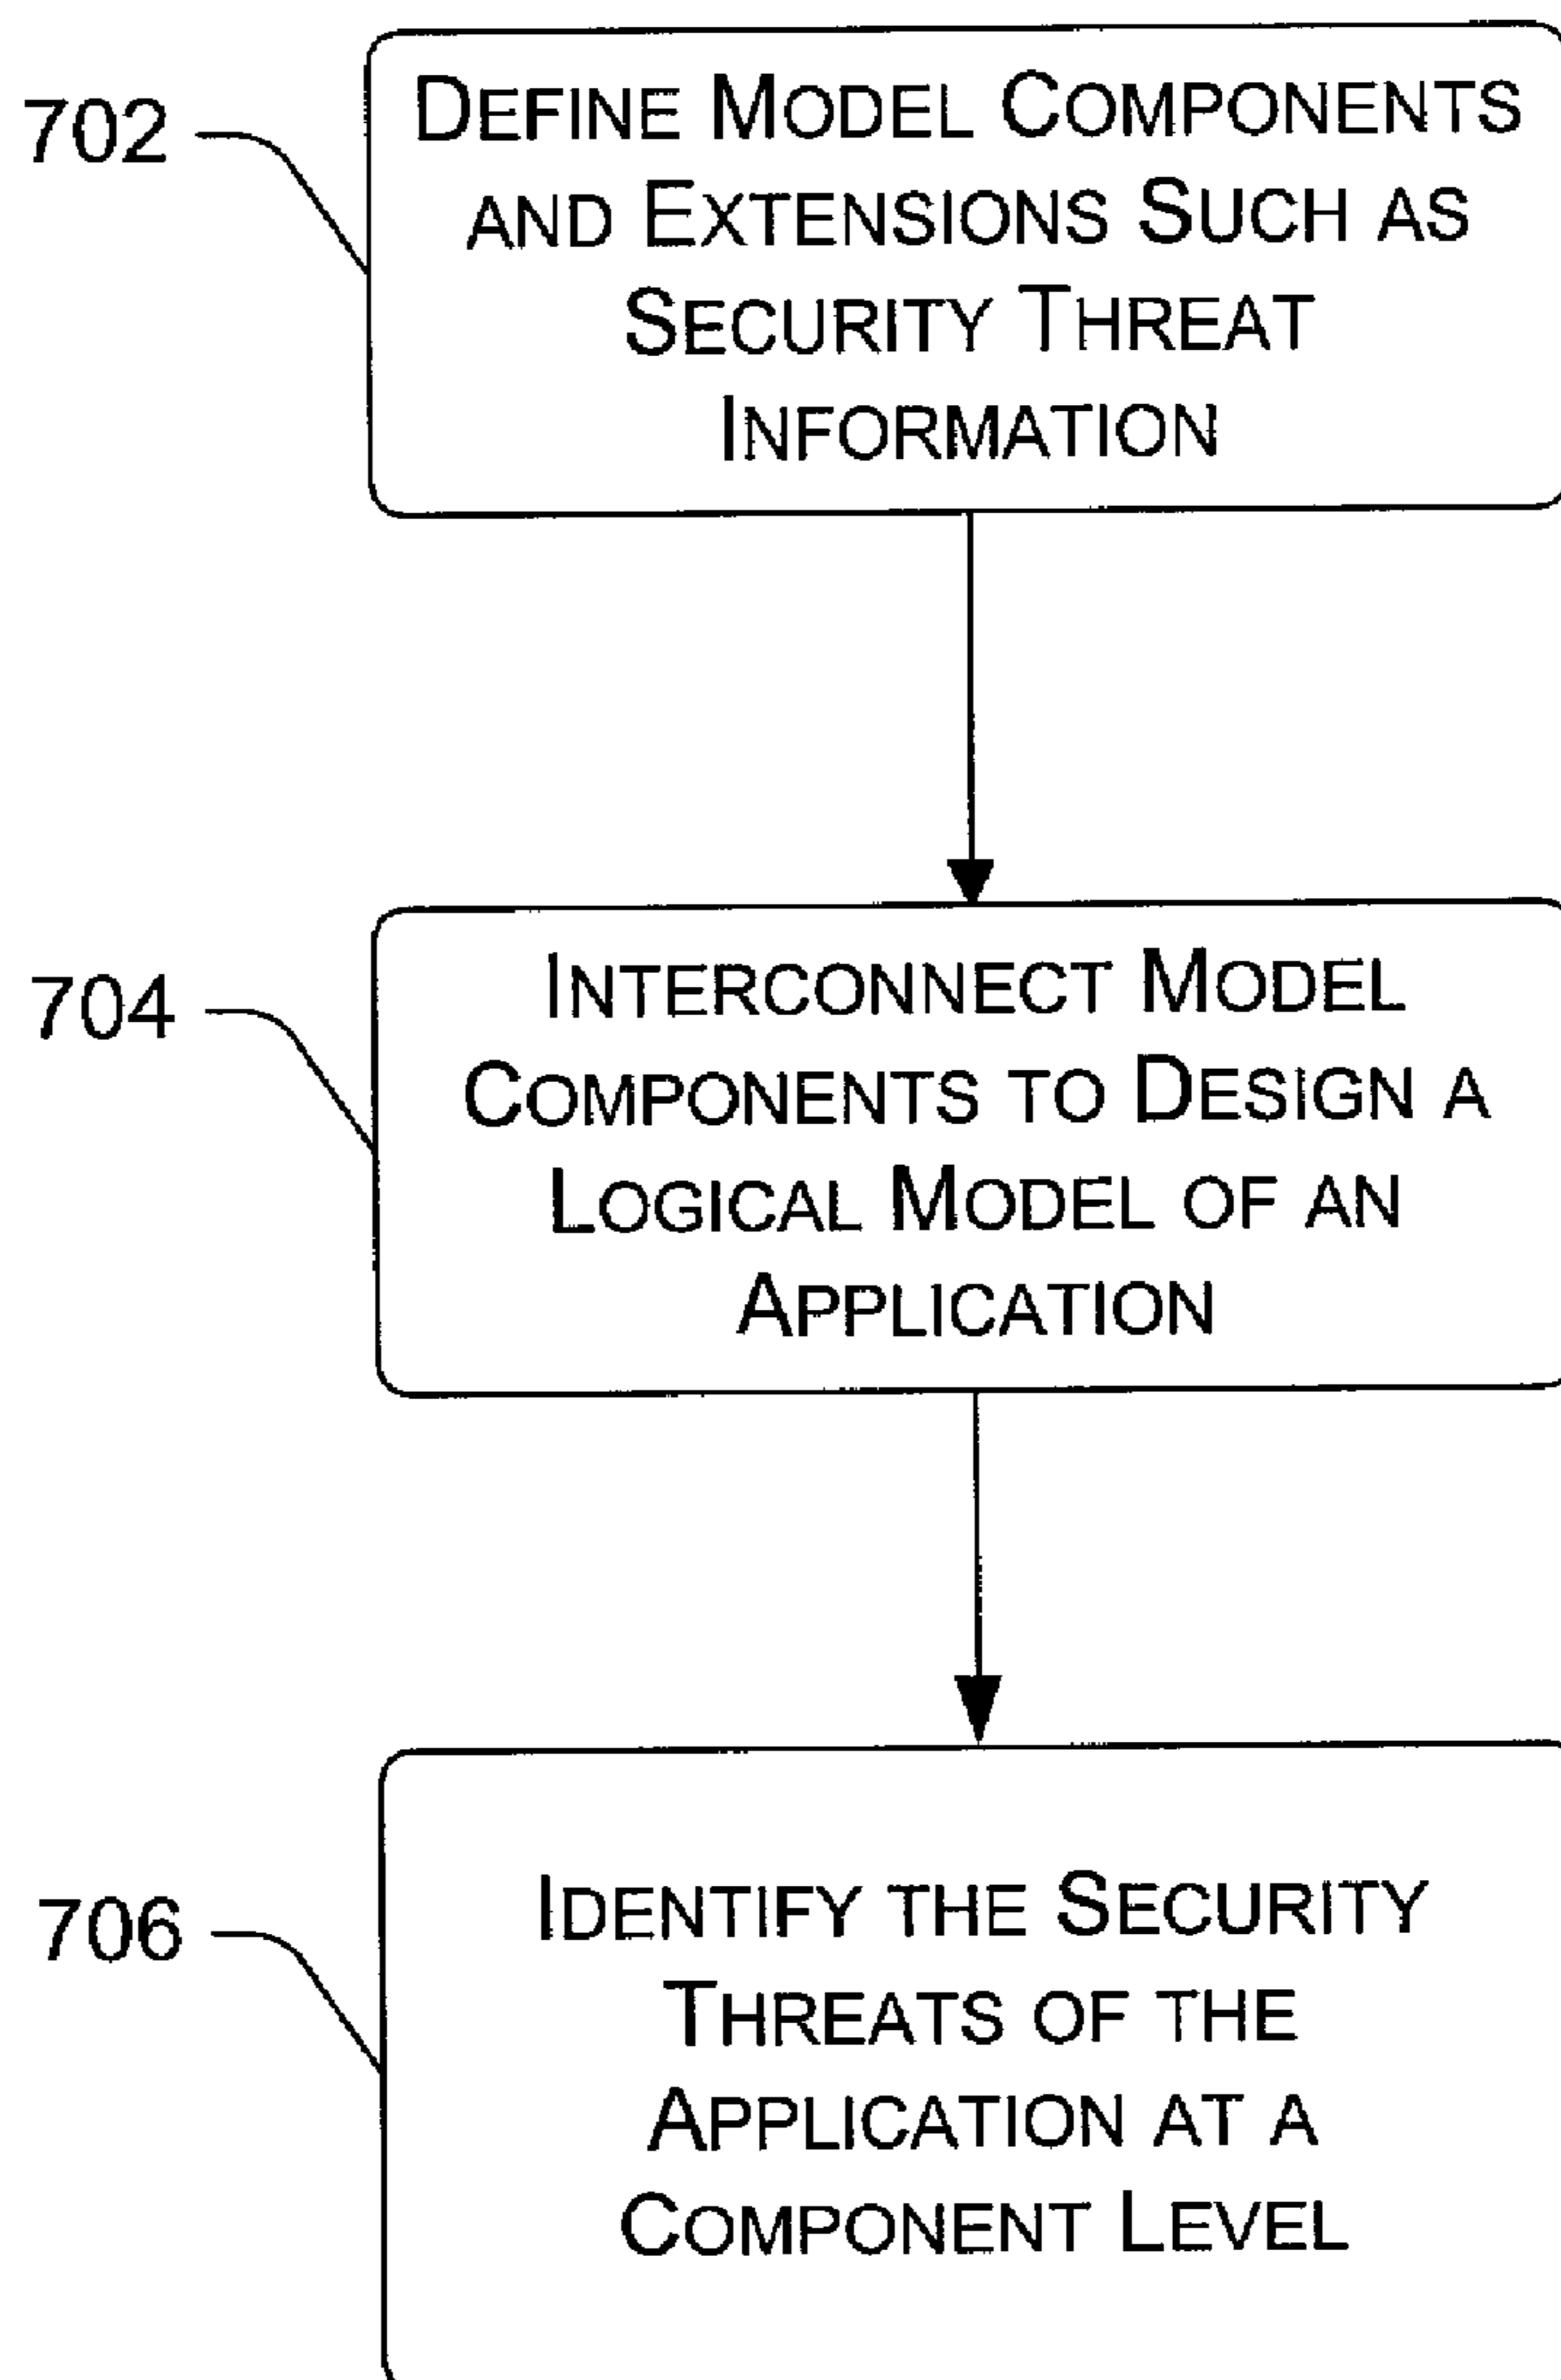 702
DEFINE MODEL COMPONENTS
AND EXTENSIONS SUCH AS
SECURITY THREAT
INFORMATION
704
INTERCONNECT MODEL
COMPONENTS TO DESIGN A
LOGICAL MODEL OF AN
APPLICATION
706
IDENTIFY THE SECURITY
THREATS OF THE
APPLICATION AT A
COMPONENT LEVEL